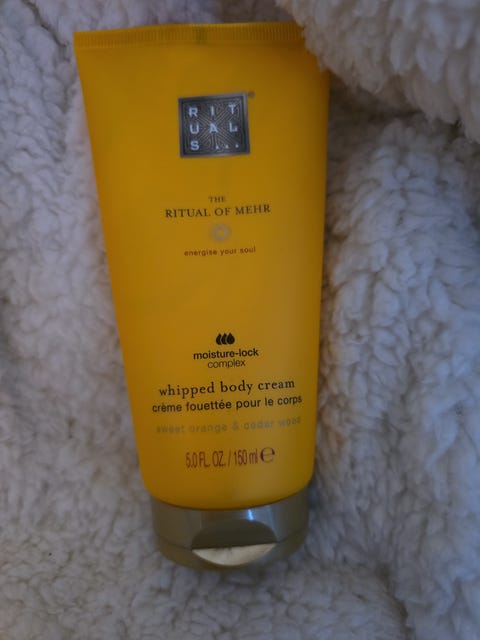 RIT
UAL
S...
THE
RITUAL OF MEHR
energise your soul
moisture-lock
complex
whipped body cream
crème fouettée pour le corps
sweet orange & cedar wood
5.0 FL. OZ. / 150 ml ℮